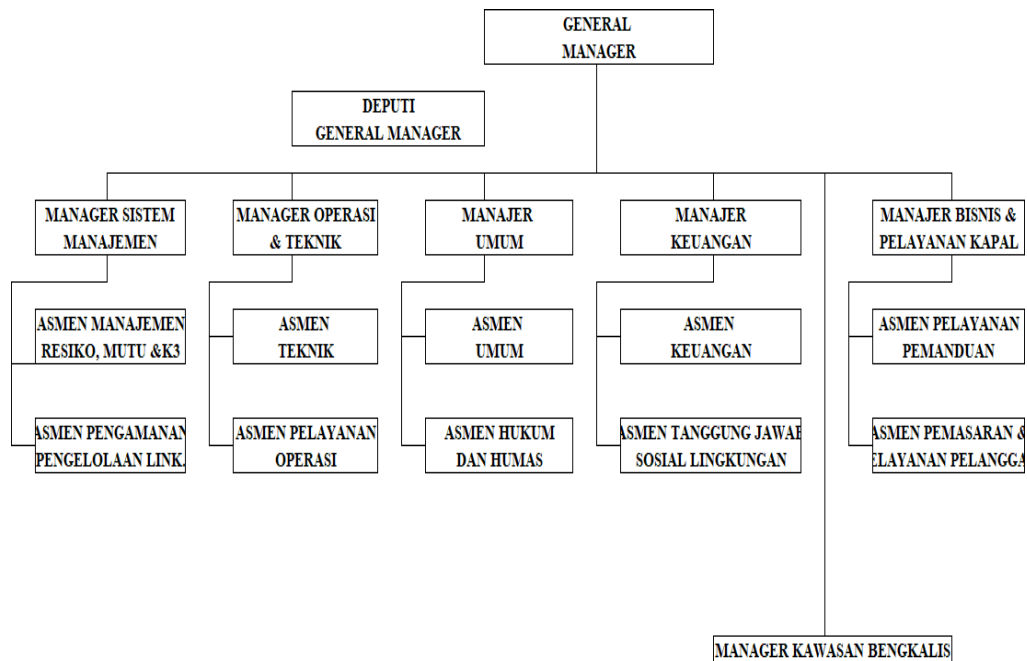 GENERAL
MANAGER
DEPUTI
GENERAL MANAGER
MANAGER SISTEM
MANAJEMEN
MANAGER OPERASI
& TEKNIK
MANAJER
UMUM
MANAJER
KEUANGAN
MANAJER BISNIS &
PELAYANAN KAPAL
ASMEN MANAJEMEN
RESIKO, MUTU &K3
ASMEN
TEKNIK
ASMEN
UMUM
ASMEN
KEUANGAN
ASMEN PELAYANAN
PEMANDUAN
ASMEN PENGAMANAN
PENGELOLAAN LINK.
ASMEN PELAYANAN
OPERASI
ASMEN HUKUM
DAN HUMAS
ASMEN TANGGUNG JAWAB
SOSIAL LINGKUNGAN
ASMEN PEMASARAN &
ELAYANAN PELANGGA
MANAGER KAWASAN BENGKALIS